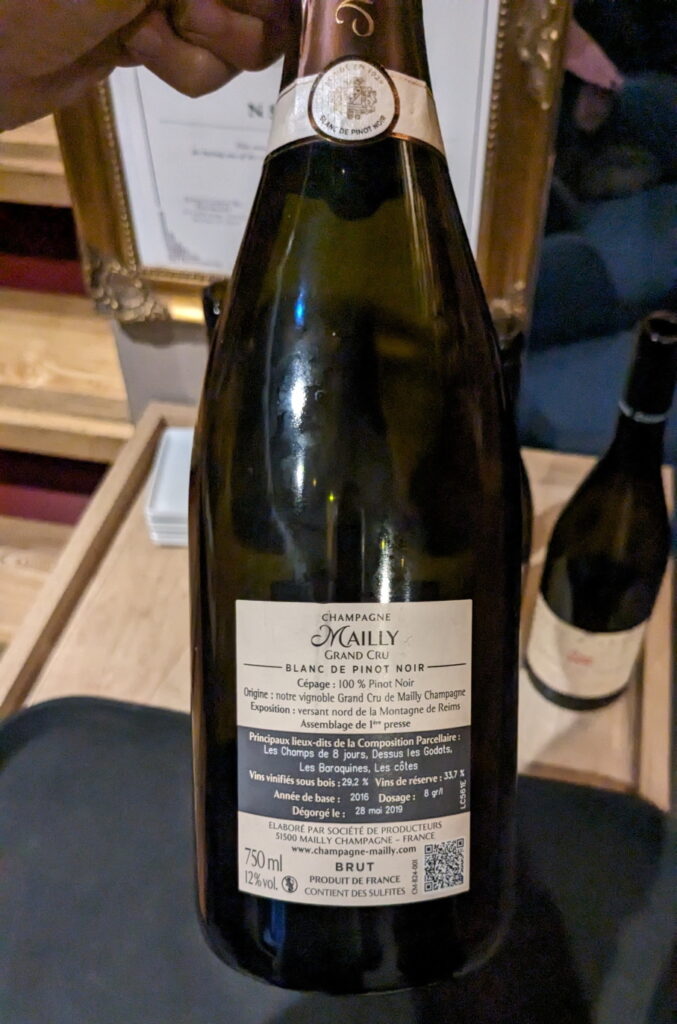 BLANC DE PINOT NOIR
CHAMPAGNE
MAILLY
GRAND CRU
BLANC DE PINOT NOIR
Cépage : 100 % Pinot Noir
Origine : notre vignoble Grand Cru de Mailly Champagne
Exposition : versant nord de la Montagne de Reims
Assemblage de 1ère presse
Principaux lieux-dits de la Composition Parcellaire :
Les Champs de 8 jours, Dessus les Godats,
Les Baraquines, Les côtes
Vins vinifiés sous bois : 29,2 % Vins de réserve : 33,7 %
Année de base : 2016 Dosage : 8 gr/l
Dégorgé le : 28 mai 2019
LC561E
ELABORÉ PAR SOCIÉTÉ DE PRODUCTEURS
51500 MAILLY CHAMPAGNE – FRANCE
www.champagne-mailly.com
750 ml
12% vol.
BRUT
PRODUIT DE FRANCE
CONTIENT DES SULFITES
CM-824-001